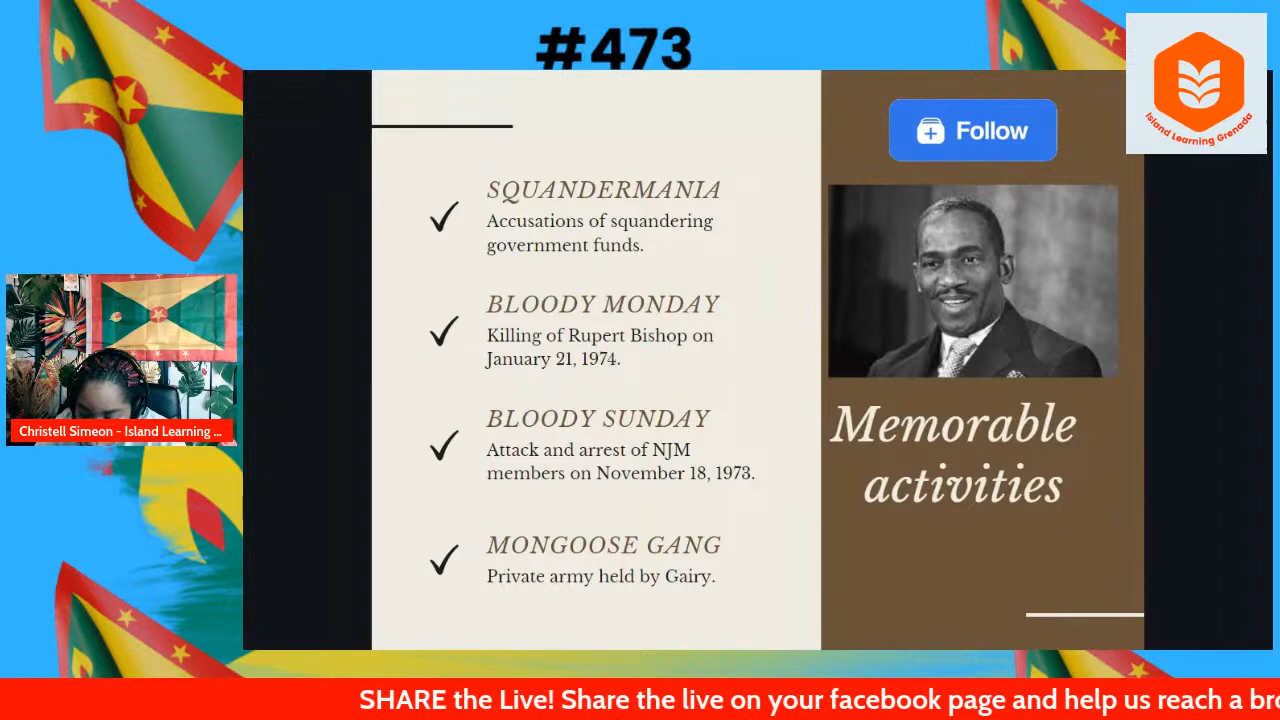 #473
Island Learning Grenada
Follow
SQUANDERMANIA
Accusations of squandering
government funds.
BLOODY MONDAY
Killing of Rupert Bishop on
January 21, 1974.
BLOODY SUNDAY
Attack and arrest of NJM
members on November 18, 1973.
MONGOOSE GANG
Private army held by Gairy.
Memorable
activities
Christell Simeon - Island Learning ...
SHARE the Live! Share the live on your facebook page and help us reach a bro